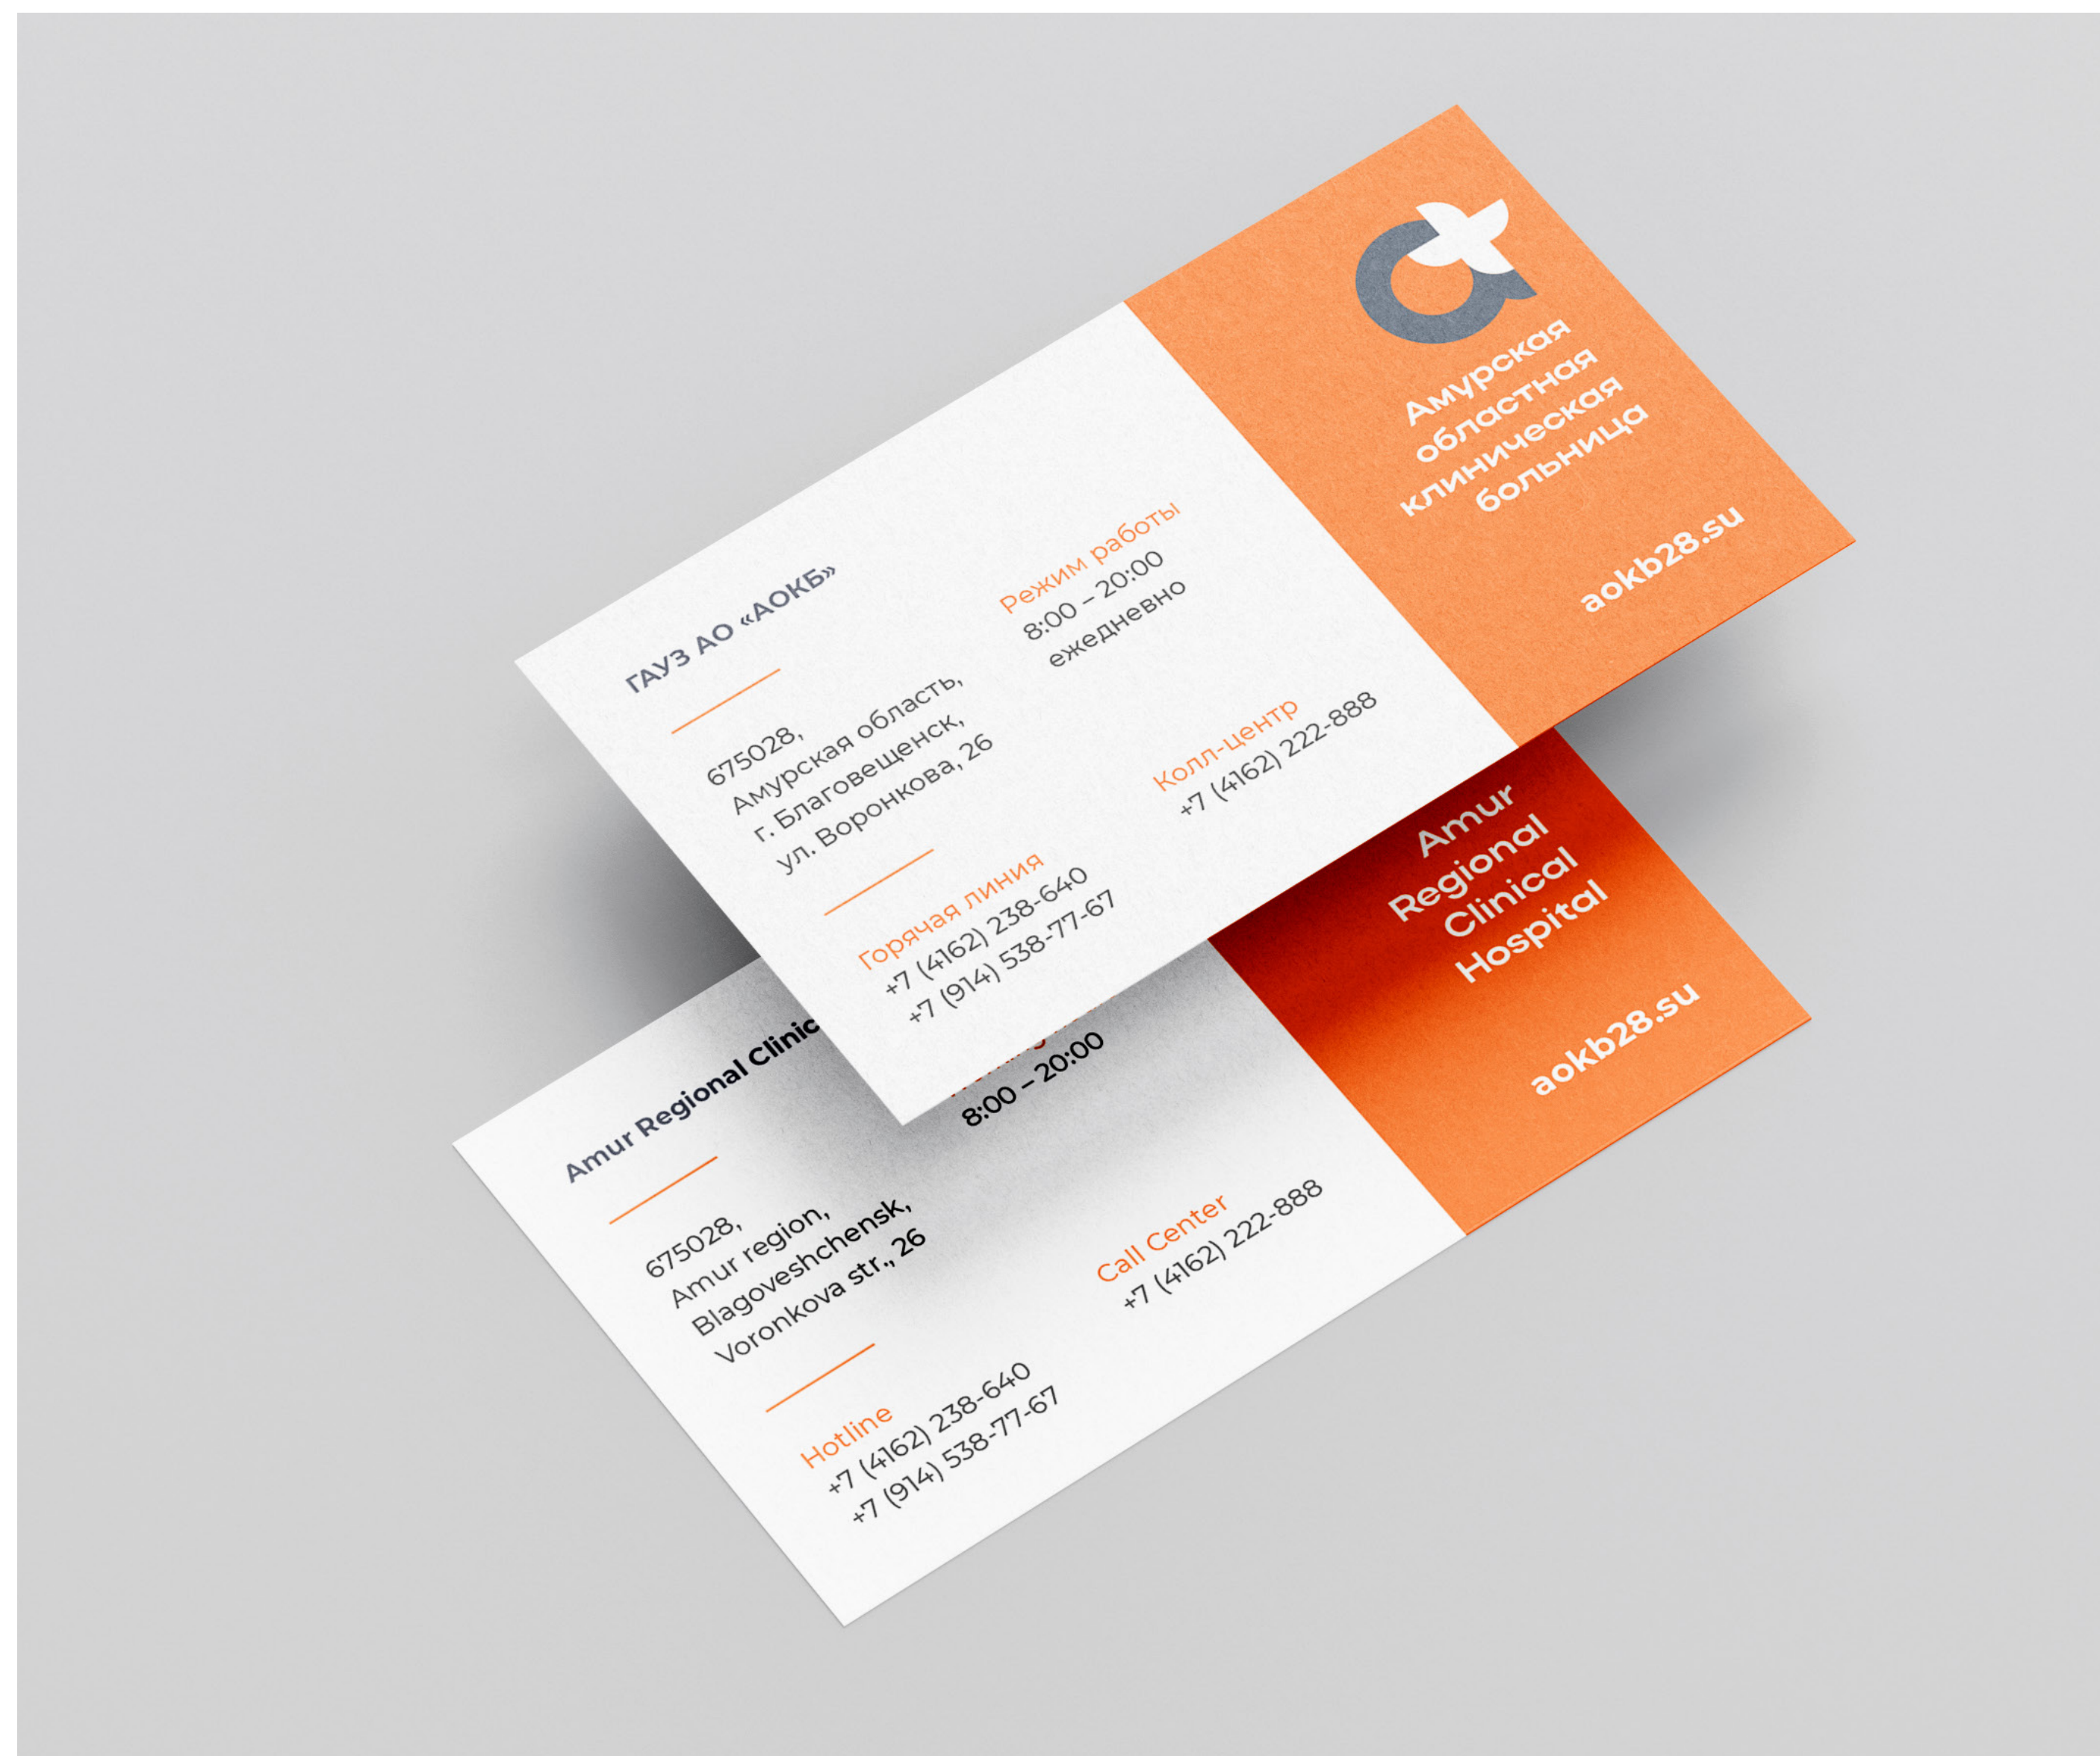 ГАУЗ АО «АОКБ»
675028,
Амурская область,
г. Благовещенск,
ул. Воронкова, 26
Горячая линия
+7 (4162) 238-640
+7 (914) 538-77-67
Режим работы
8:00 – 20:00
ежедневно
Колл-центр
+7 (4162) 222-888
Амурская
областная
клиническая
больница
aokb28.su
Amur Regional Clinic
675028,
Amur region,
Blagoveshchensk,
Voronkova str., 26
Hotline
+7 (4162) 238-640
+7 (914) 538-77-67
8:00 – 20:00
Call Center
+7 (4162) 222-888
Amur
Regional
Clinical
Hospital
aokb28.su